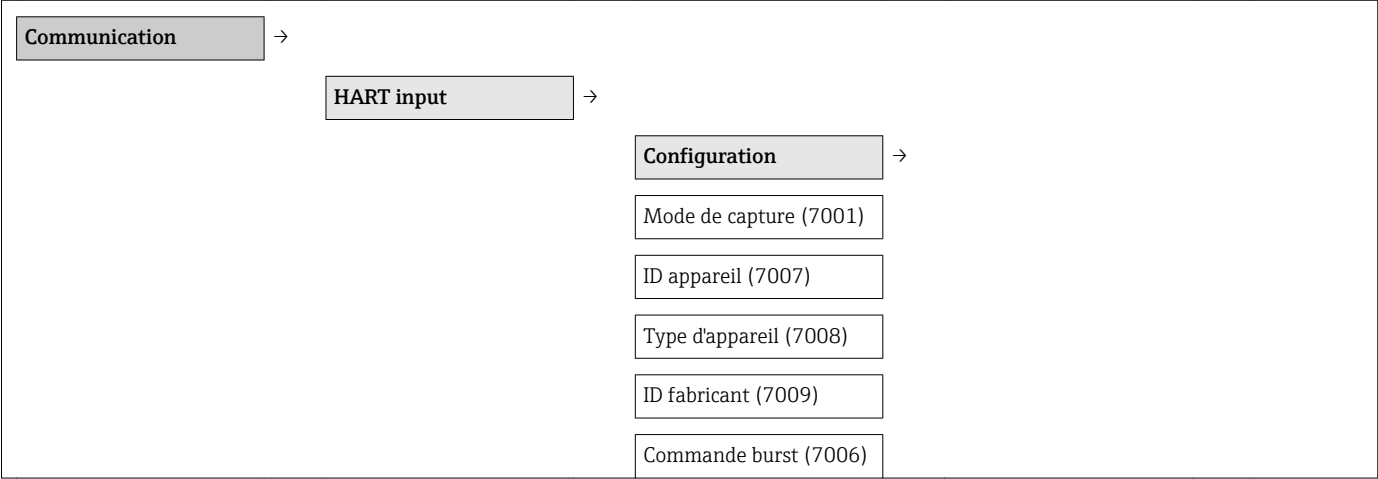 Communication →
HART input →
Configuration →
Mode de capture (7001)
ID appareil (7007)
Type d'appareil (7008)
ID fabricant (7009)
Commande burst (7006)